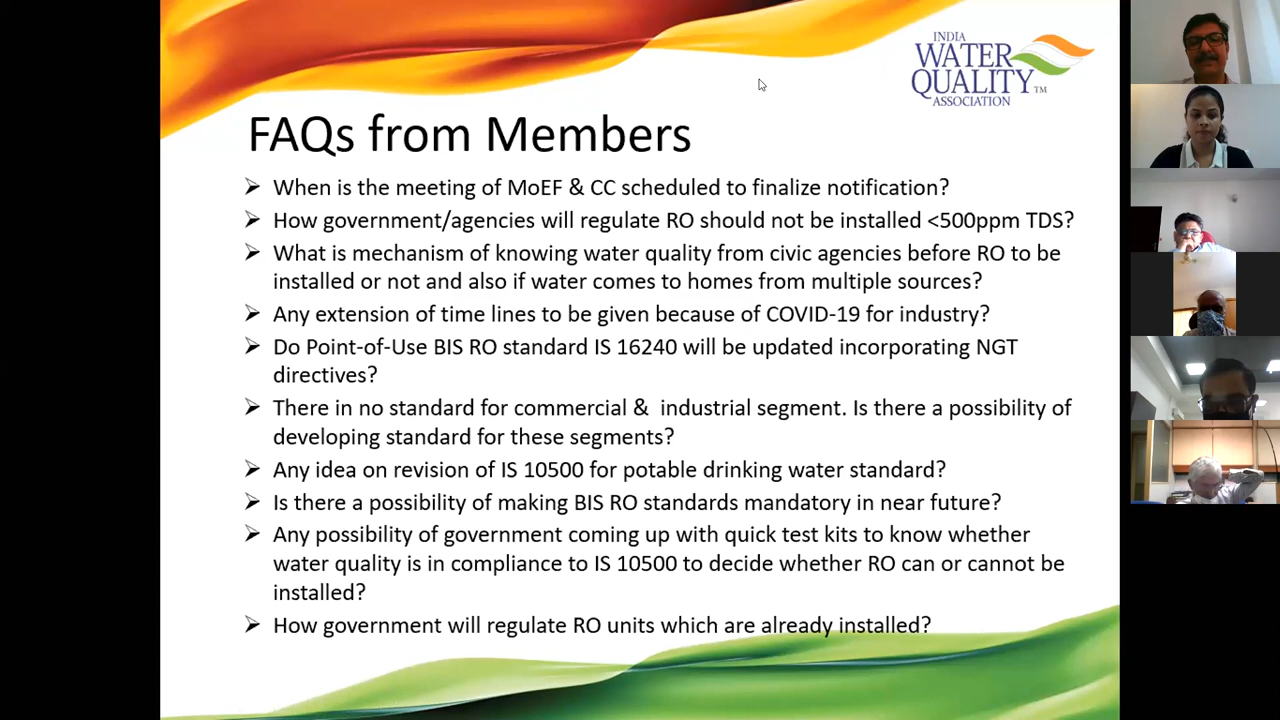 INDIA
WATER
QUALITY™
ASSOCIATION
FAQs from Members
➢ When is the meeting of MoEF & CC scheduled to finalize notification?
➢ How government/agencies will regulate RO should not be installed <500ppm TDS?
➢ What is mechanism of knowing water quality from civic agencies before RO to be
installed or not and also if water comes to homes from multiple sources?
➢ Any extension of time lines to be given because of COVID-19 for industry?
➢ Do Point-of-Use BIS RO standard IS 16240 will be updated incorporating NGT
directives?
➢ There in no standard for commercial & industrial segment. Is there a possibility of
developing standard for these segments?
➢ Any idea on revision of IS 10500 for potable drinking water standard?
➢ Is there a possibility of making BIS RO standards mandatory in near future?
➢ Any possibility of government coming up with quick test kits to know whether
water quality is in compliance to IS 10500 to decide whether RO can or cannot be
installed?
➢ How government will regulate RO units which are already installed?